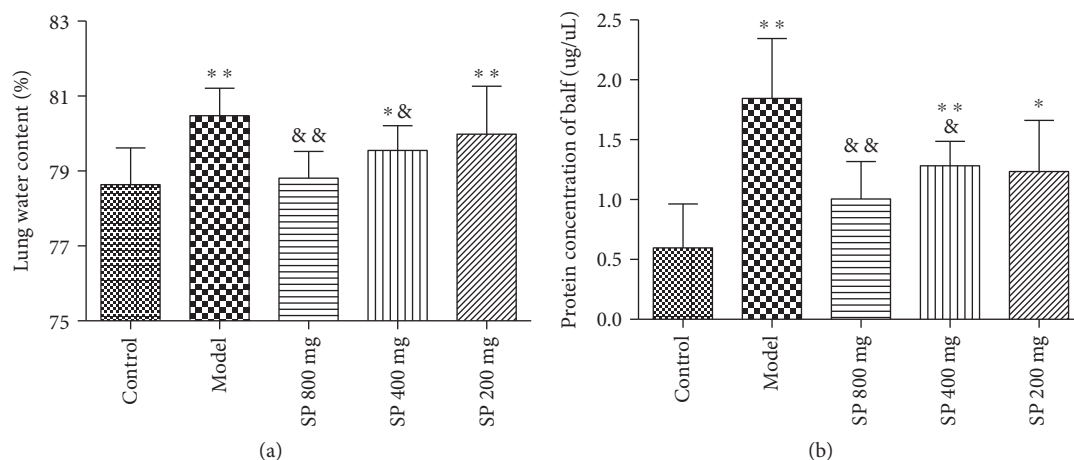 Lung water content (%)
83
81
79
77
75
* *
& &
* &
* *
Control
Model
SP 800 mg
SP 400 mg
SP 200 mg
(a)
Protein concentration of balf (ug/uL)
2.5
2.0
1.5
1.0
0.5
0.0
* *
& &
* *
&
*
Control
Model
SP 800 mg
SP 400 mg
SP 200 mg
(b)